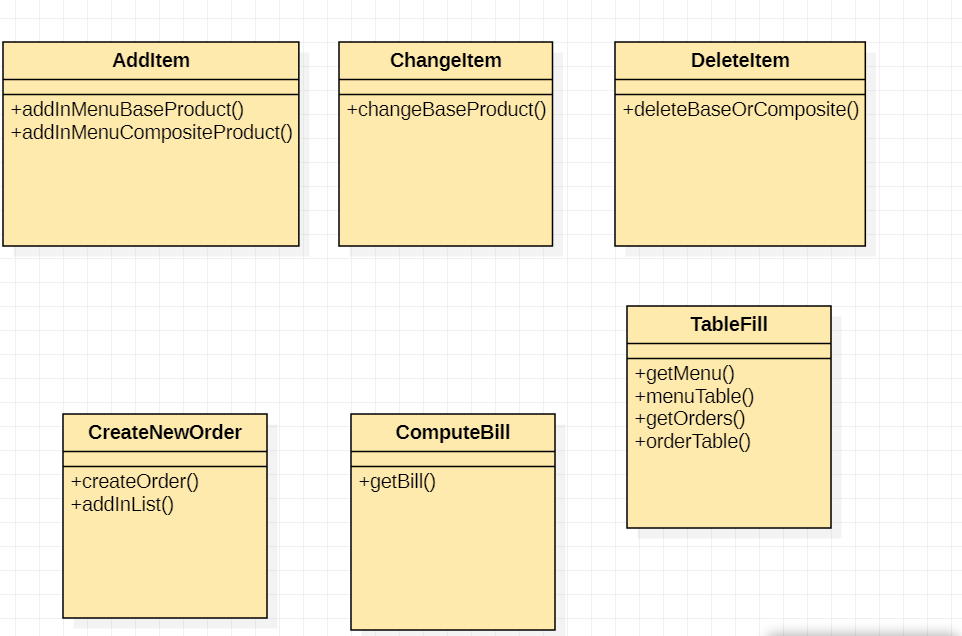 AddItem
+addInMenuBaseProduct()
+addInMenuCompositeProduct()
ChangeItem
+changeBaseProduct()
DeleteItem
+deleteBaseOrComposite()
TableFill
+getMenu()
+menuTable()
+getOrders()
+orderTable()
CreateNewOrder
+createOrder()
+addInList()
ComputeBill
+getBill()